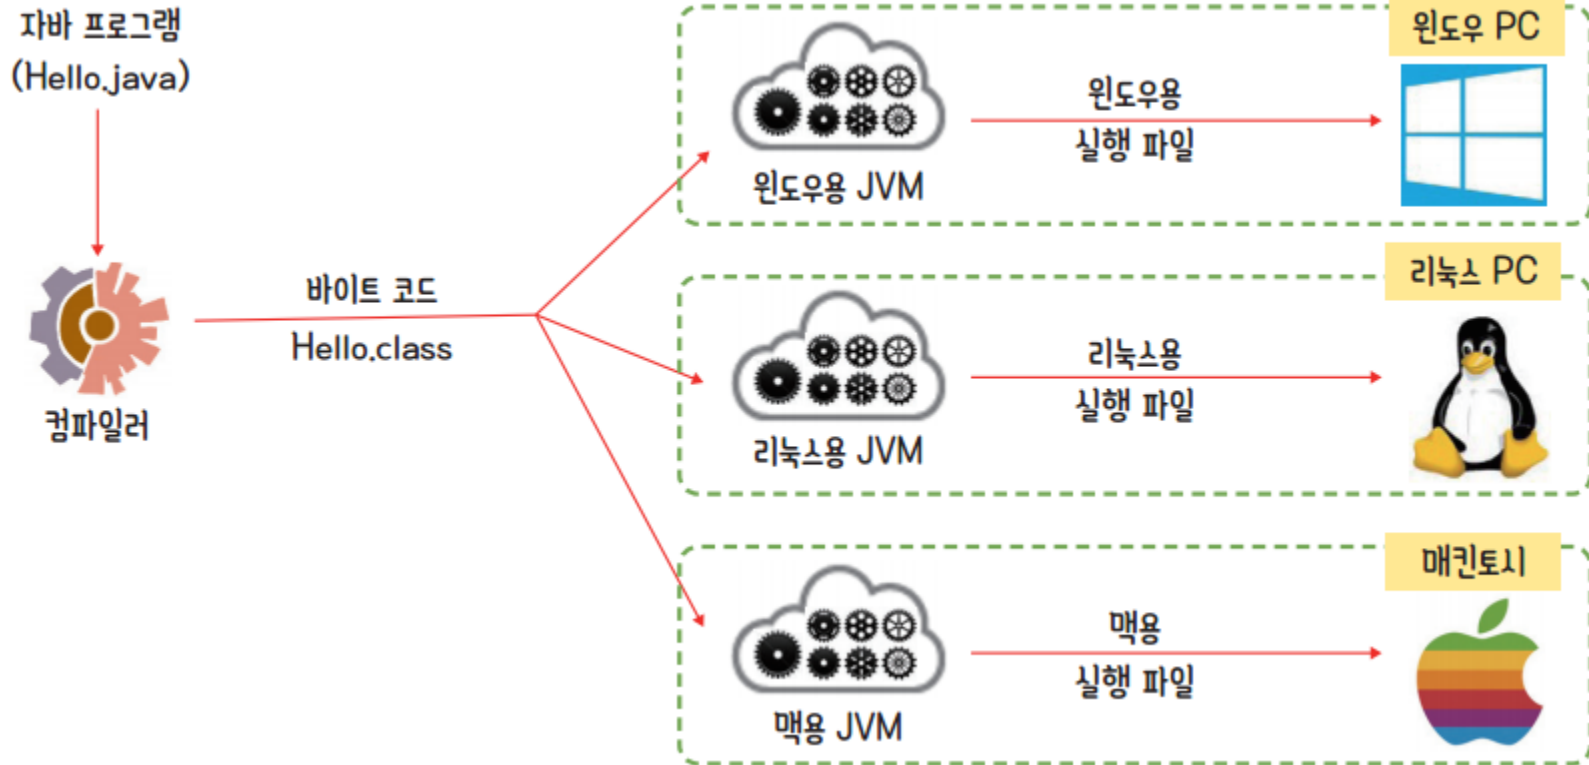 자바 프로그램
(Hello.java)
컴파일러
바이트 코드
Hello.class
윈도우용 JVM
윈도우용
실행 파일
윈도우 PC
리눅스용 JVM
리눅스용
실행 파일
리눅스 PC
맥용 JVM
맥용
실행 파일
매킨토시